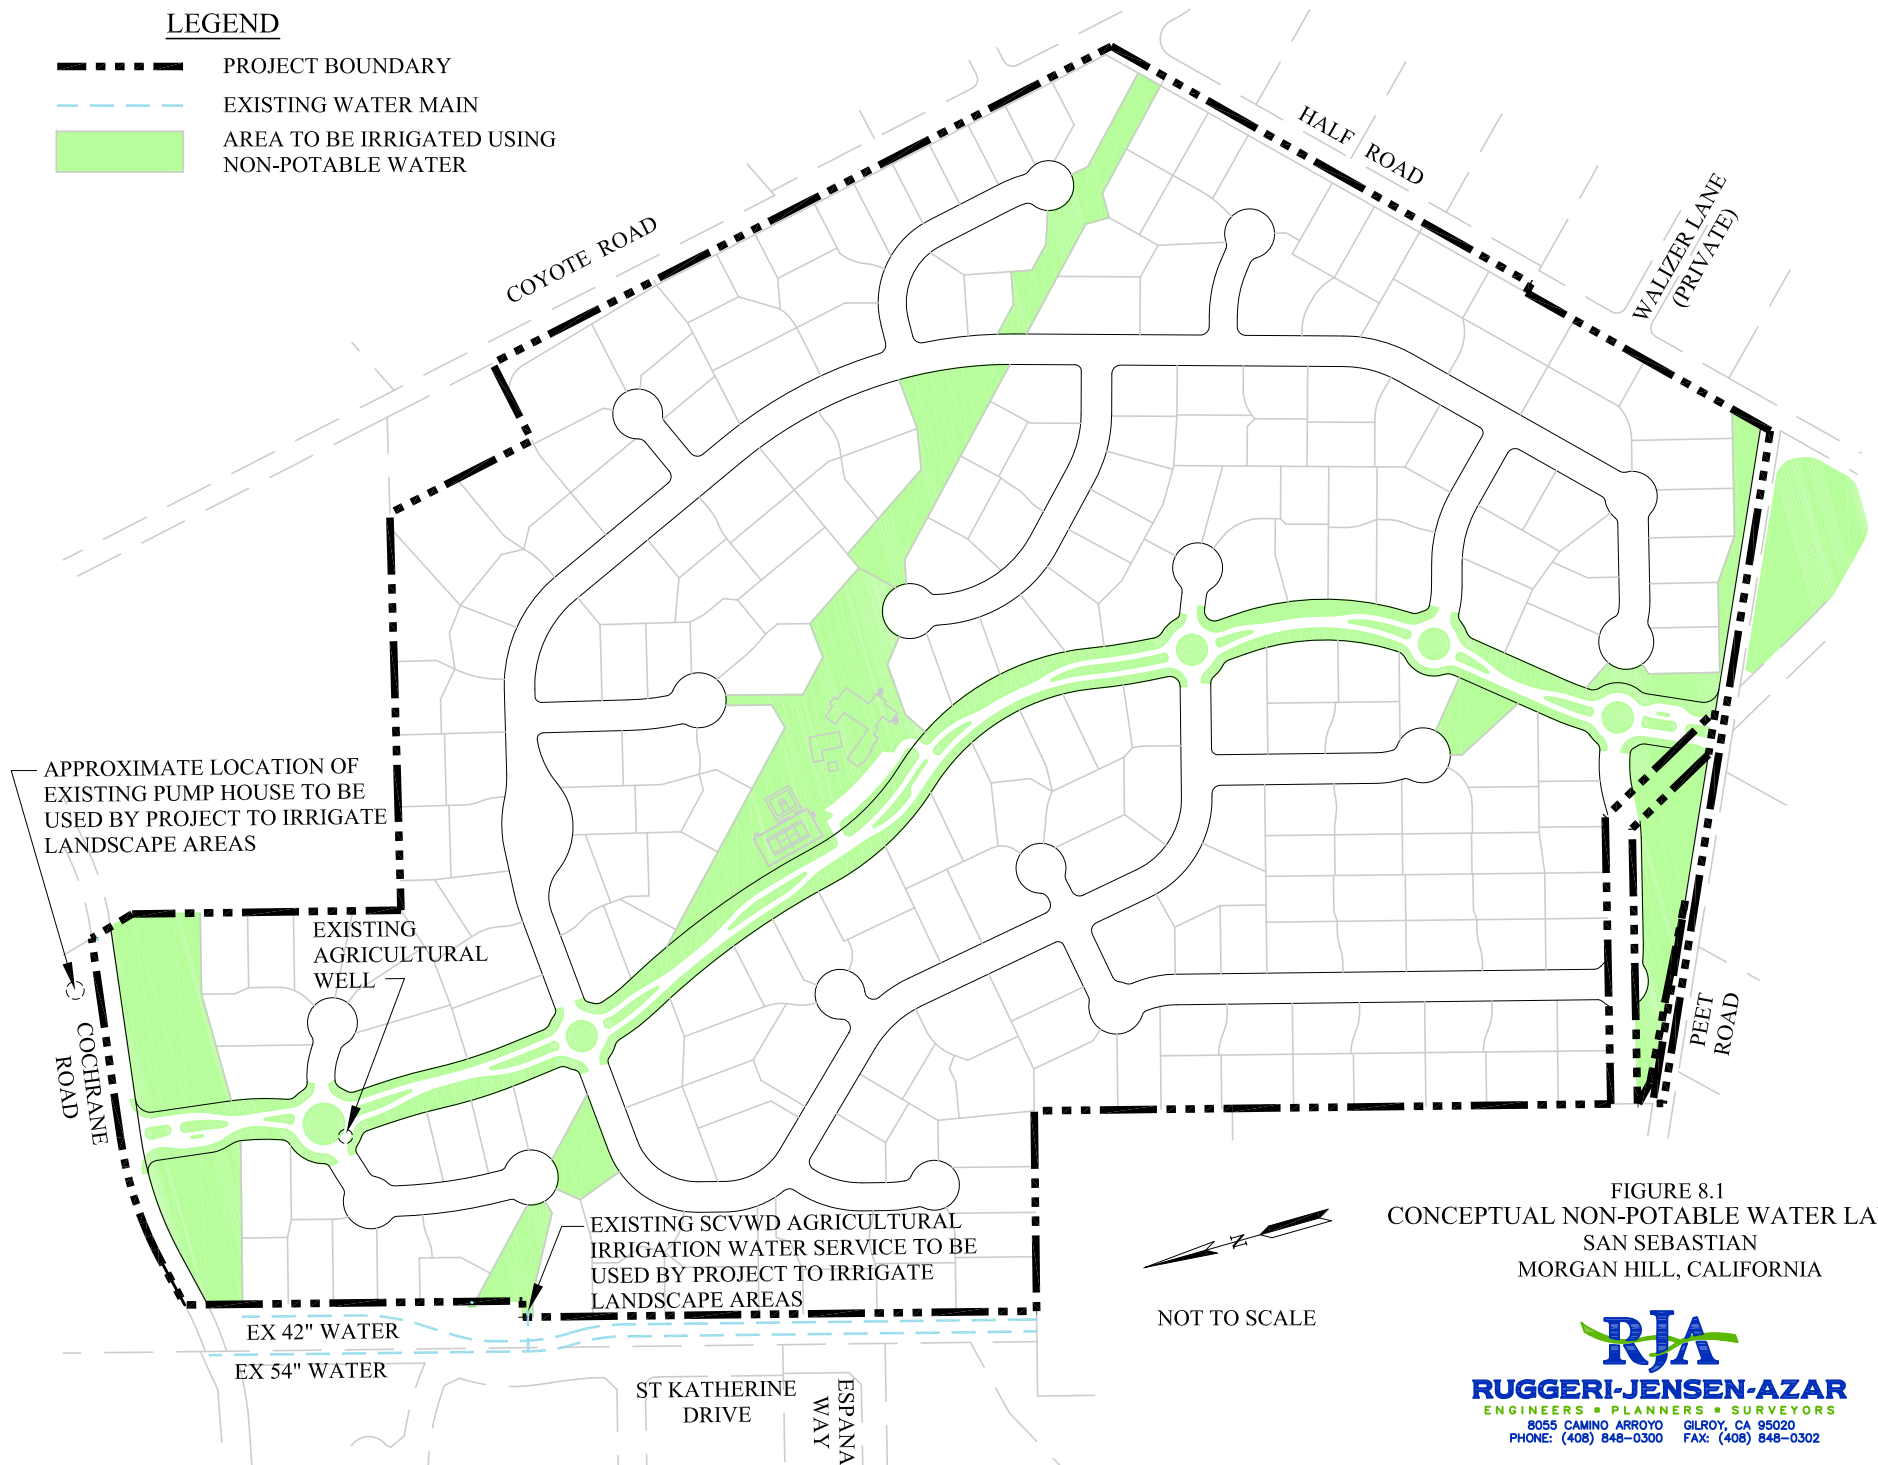 LEGEND
PROJECT BOUNDARY
EXISTING WATER MAIN
AREA TO BE IRRIGATED USING
NON-POTABLE WATER
COYOTE ROAD
HALF ROAD
WALIZER LANE
(PRIVATE)
APPROXIMATE LOCATION OF
EXISTING PUMP HOUSE TO BE
USED BY PROJECT TO IRRIGATE
LANDSCAPE AREAS
EXISTING
AGRICULTURAL
WELL
COCHRANE
ROAD
PEET
ROAD
EXISTING SCVWD AGRICULTURAL
IRRIGATION WATER SERVICE TO BE
USED BY PROJECT TO IRRIGATE
LANDSCAPE AREAS
EX 42" WATER
EX 54" WATER
ST KATHERINE
DRIVE
ESPANA
WAY
N
NOT TO SCALE
FIGURE 8.1
CONCEPTUAL NON-POTABLE WATER LA
SAN SEBASTIAN
MORGAN HILL, CALIFORNIA
RJA
RUGGERI-JENSEN-AZAR
ENGINEERS ▪ PLANNERS ▪ SURVEYORS
8055 CAMINO ARROYO GILROY, CA 95020
PHONE: (408) 848-0300 FAX: (408) 848-0302